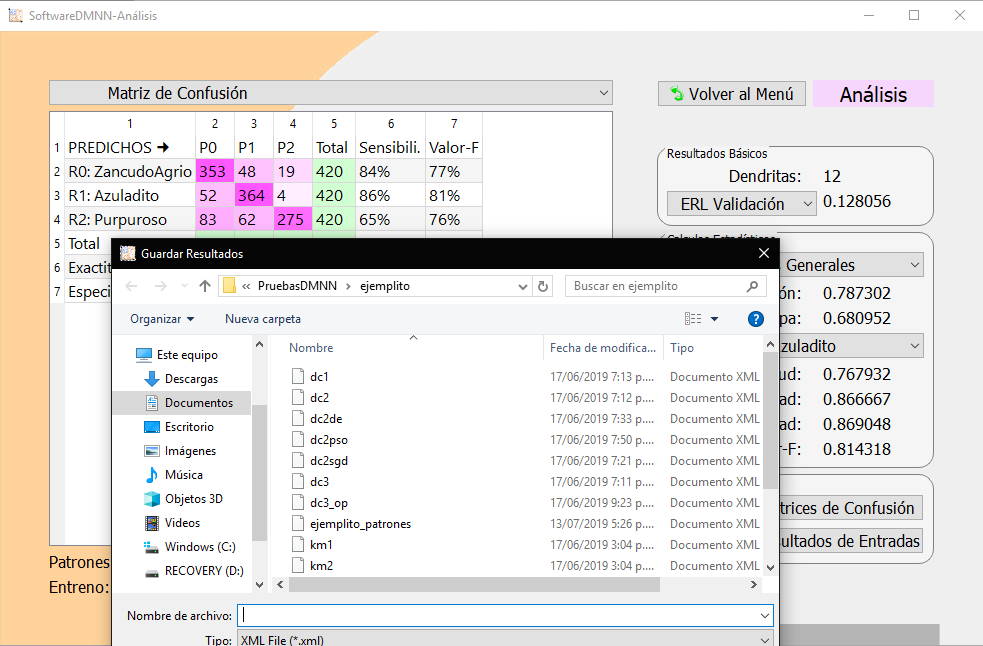 SoftwareDMNN-Análisis
Matriz de Confusión
Volver al Menú
Análisis
1 2 3 4 5 6 7
1 PREDICHOS → P0 P1 P2 Total Sensibili. Valor-F
2 R0: ZancudoAgrio 353 48 19 420 84% 77%
3 R1: Azuladito 52 364 4 420 86% 81%
4 R2: Purpuroso 83 62 275 420 65% 76%
5 Total
6 Exactit
7 Especi
Resultados Básicos
Dendritas: 12
ERL Validación 0.128056
Generales
ón: 0.787302
pa: 0.680952
zuladito
ud: 0.767932
ad: 0.866667
ad: 0.869048
r-F: 0.814318
trices de Confusión
ultados de Entradas
Patrones
Entreno:
Guardar Resultados
« PruebasDMNN › ejemplito
Buscar en ejemplito
Organizar
Nueva carpeta
?
Este equipo
Descargas
Documentos
Escritorio
Imágenes
Música
Objetos 3D
Videos
Windows (C:)
RECOVERY (D:)
Nombre Fecha de modifica... Tipo
dc1 17/06/2019 7:13 p.... Documento XML
dc2 17/06/2019 7:12 p.... Documento XML
dc2de 17/06/2019 7:33 p.... Documento XML
dc2pso 17/06/2019 7:50 p.... Documento XML
dc2sgd 17/06/2019 7:21 p.... Documento XML
dc3 17/06/2019 7:11 p.... Documento XML
dc3_op 17/06/2019 9:23 p.... Documento XML
ejemplito_patrones 13/07/2019 5:26 p.... Documento XML
km1 17/06/2019 3:04 p.... Documento XML
km2 17/06/2019 3:04 p.... Documento XML
Nombre de archivo:
Tipo: XML File (*.xml)